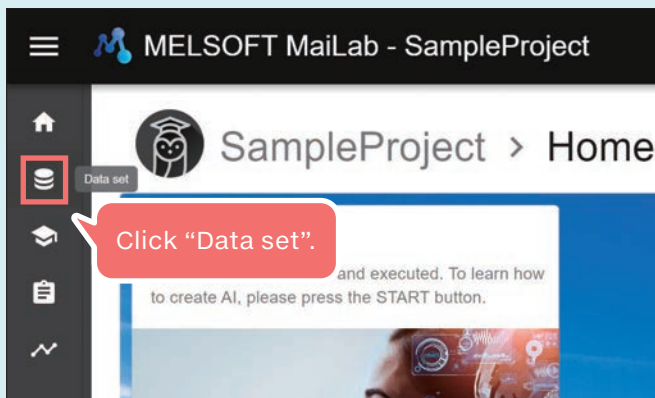 MELSOFT MaiLab - SampleProject
SampleProject > Home
Data set
Click “Data set”.
and executed. To learn how
to create AI, please press the START button.